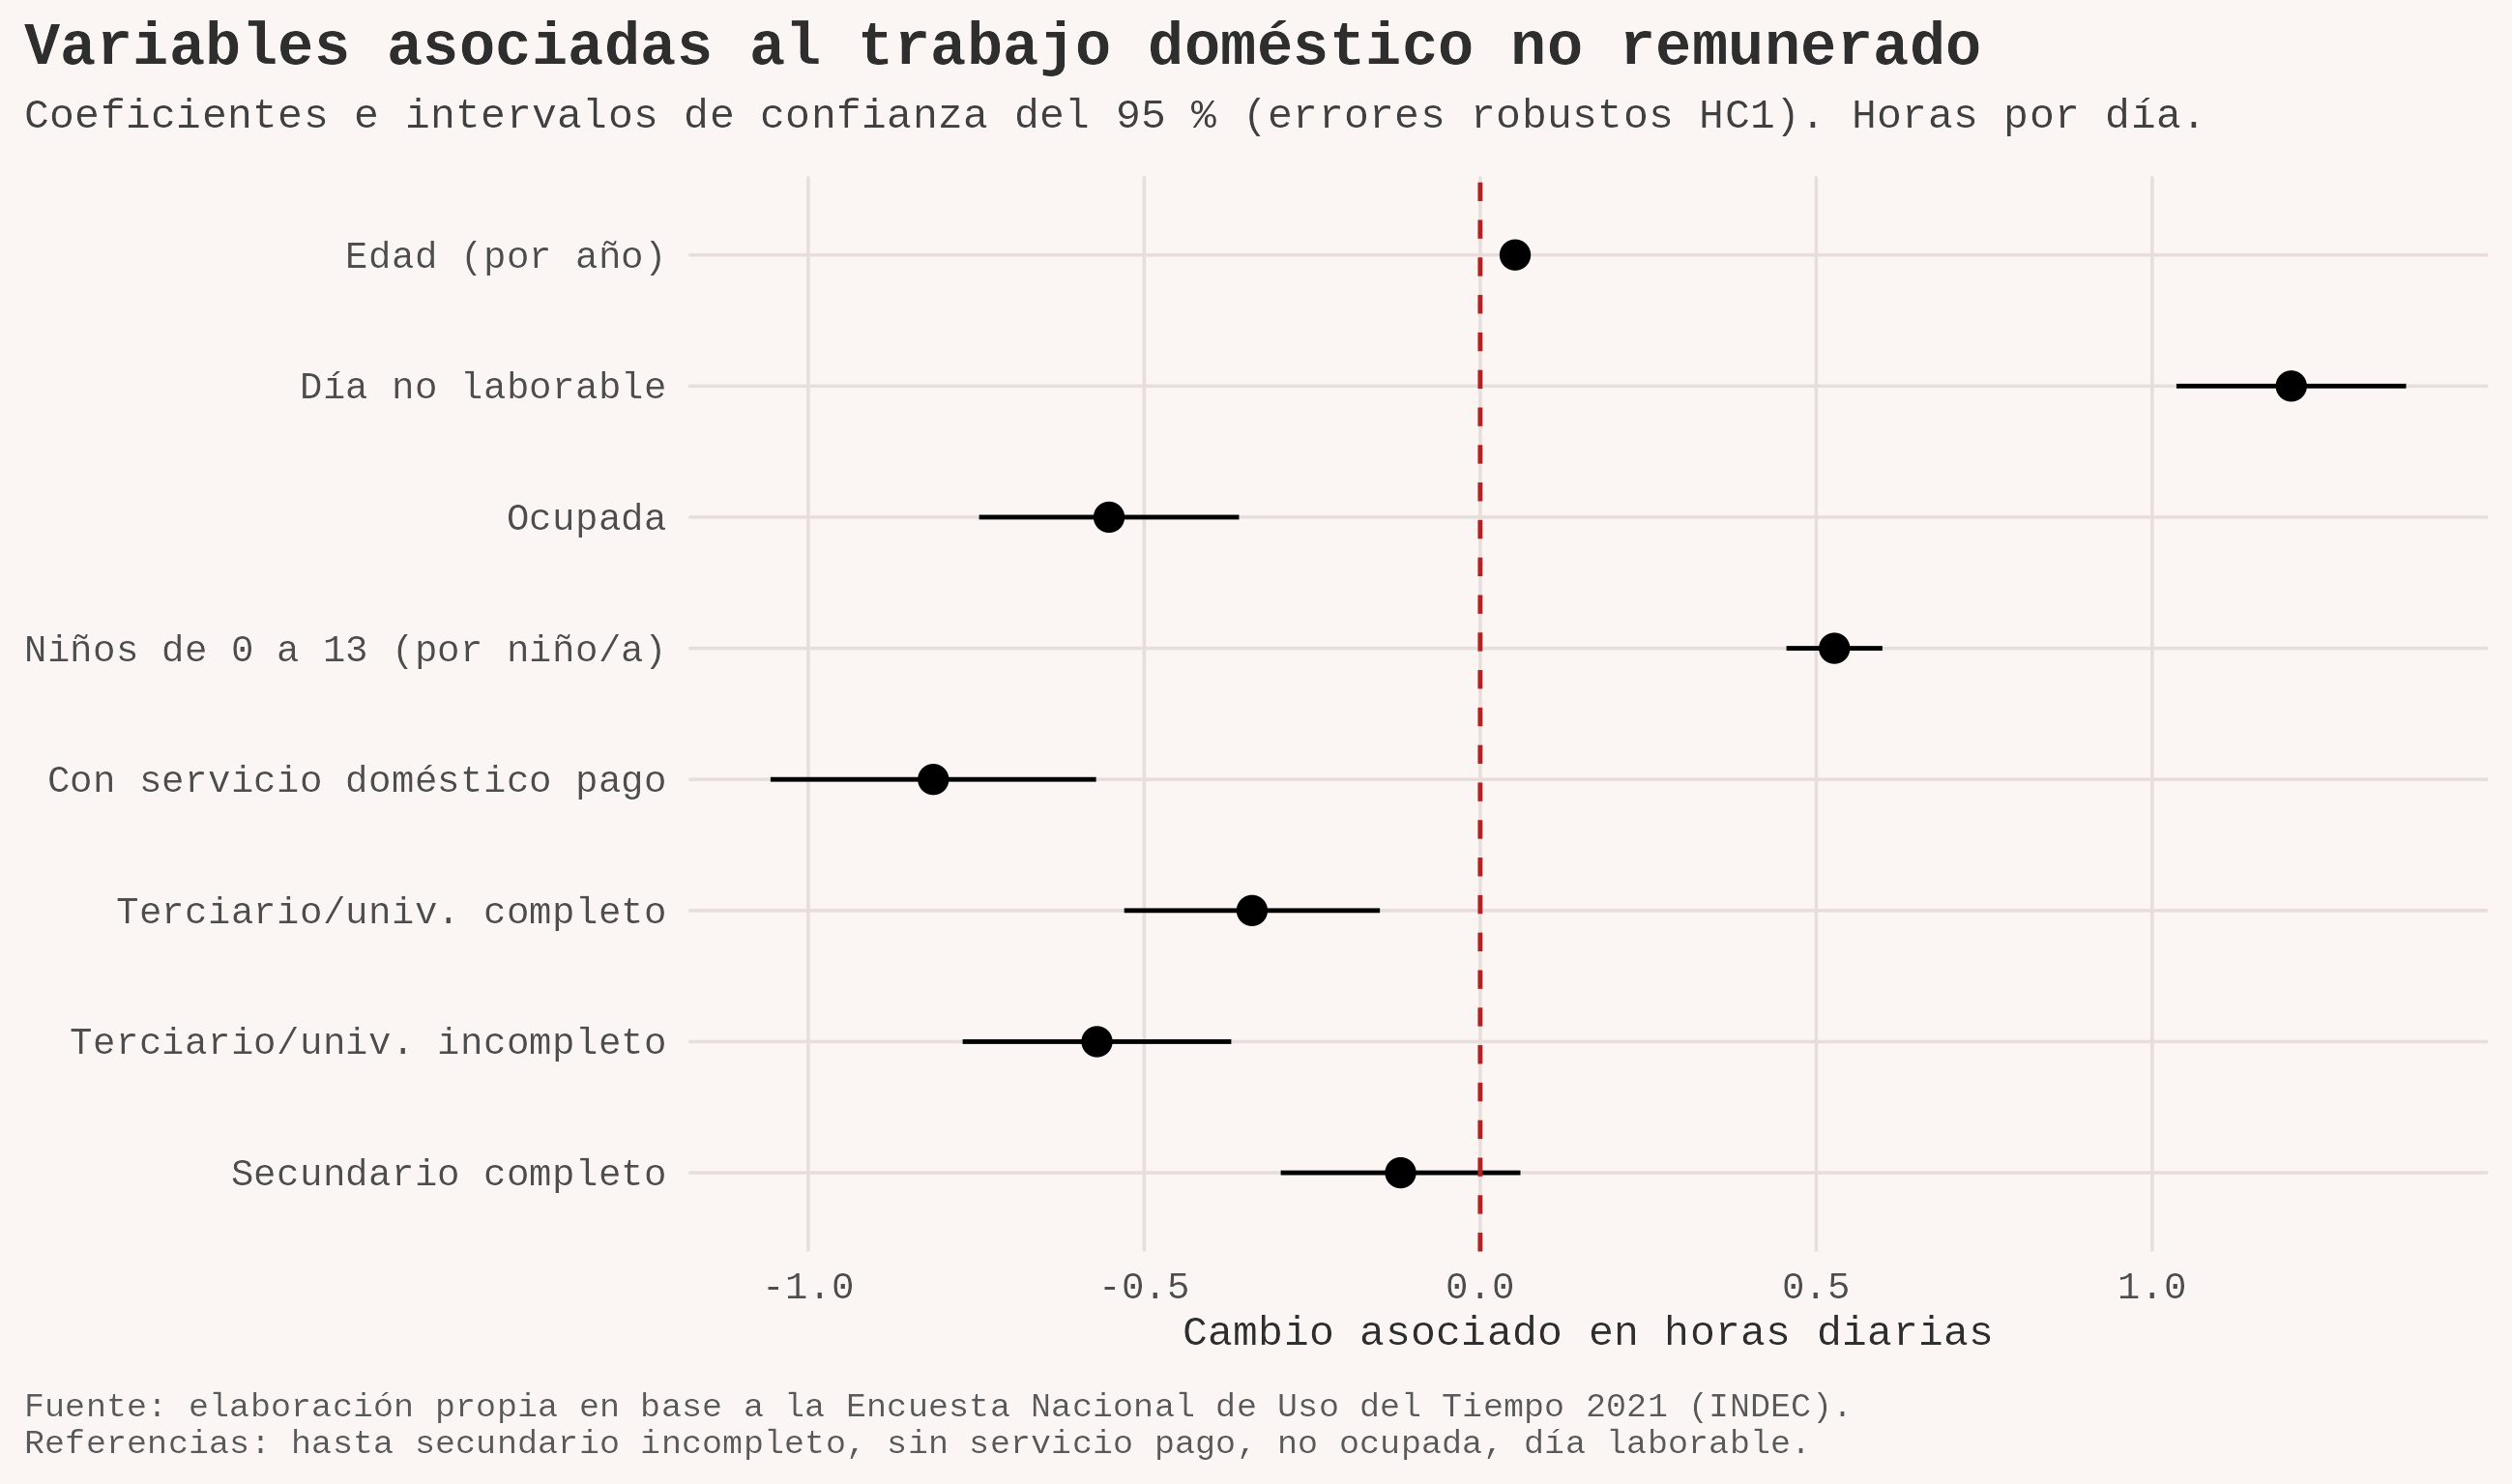 Variables asociadas al trabajo doméstico no remunerado
Coeficientes e intervalos de confianza del 95 % (errores robustos HC1). Horas por día.
Edad (por año)
Día no laborable
Ocupada
Niños de 0 a 13 (por niño/a)
Con servicio doméstico pago
Terciario/univ. completo
Terciario/univ. incompleto
Secundario completo
-1.0 -0.5 0.0 0.5 1.0
Cambio asociado en horas diarias
Fuente: elaboración propia en base a la Encuesta Nacional de Uso del Tiempo 2021 (INDEC).
Referencias: hasta secundario incompleto, sin servicio pago, no ocupada, día laborable.